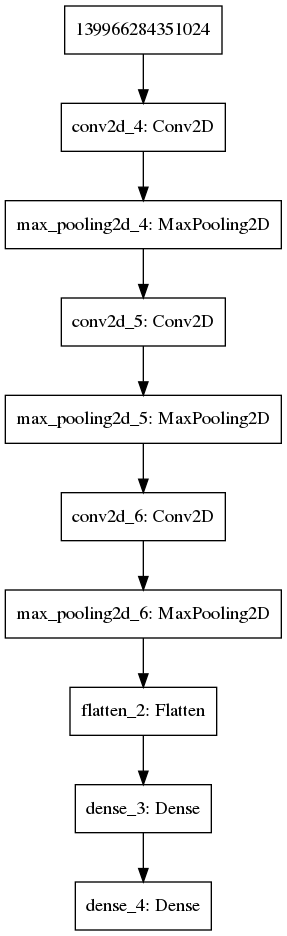 139966284351024
conv2d_4: Conv2D
max_pooling2d_4: MaxPooling2D
conv2d_5: Conv2D
max_pooling2d_5: MaxPooling2D
conv2d_6: Conv2D
max_pooling2d_6: MaxPooling2D
flatten_2: Flatten
dense_3: Dense
dense_4: Dense